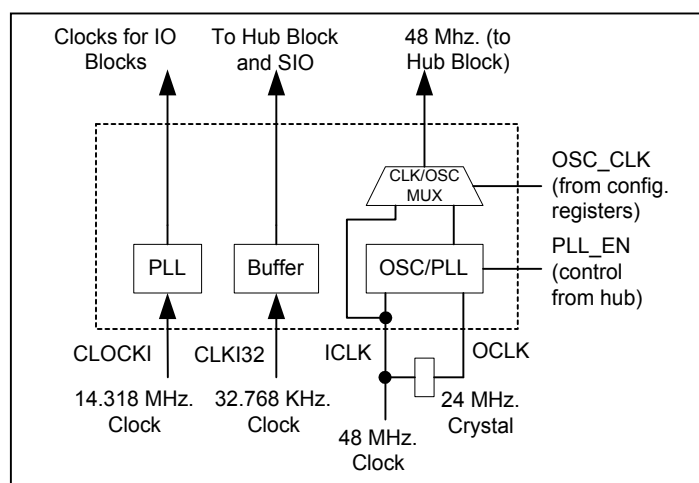 Clocks for IO
Blocks
To Hub Block
and SIO
48 Mhz. (to
Hub Block)
CLK/OSC
MUX
OSC_CLK
(from config.
registers)
PLL
Buffer
OSC/PLL
PLL_EN
(control
from hub)
CLOCKI
CLKI32
ICLK
OCLK
14.318 MHz.
Clock
32.768 KHz.
Clock
48 MHz.
Clock
24 MHz.
Crystal